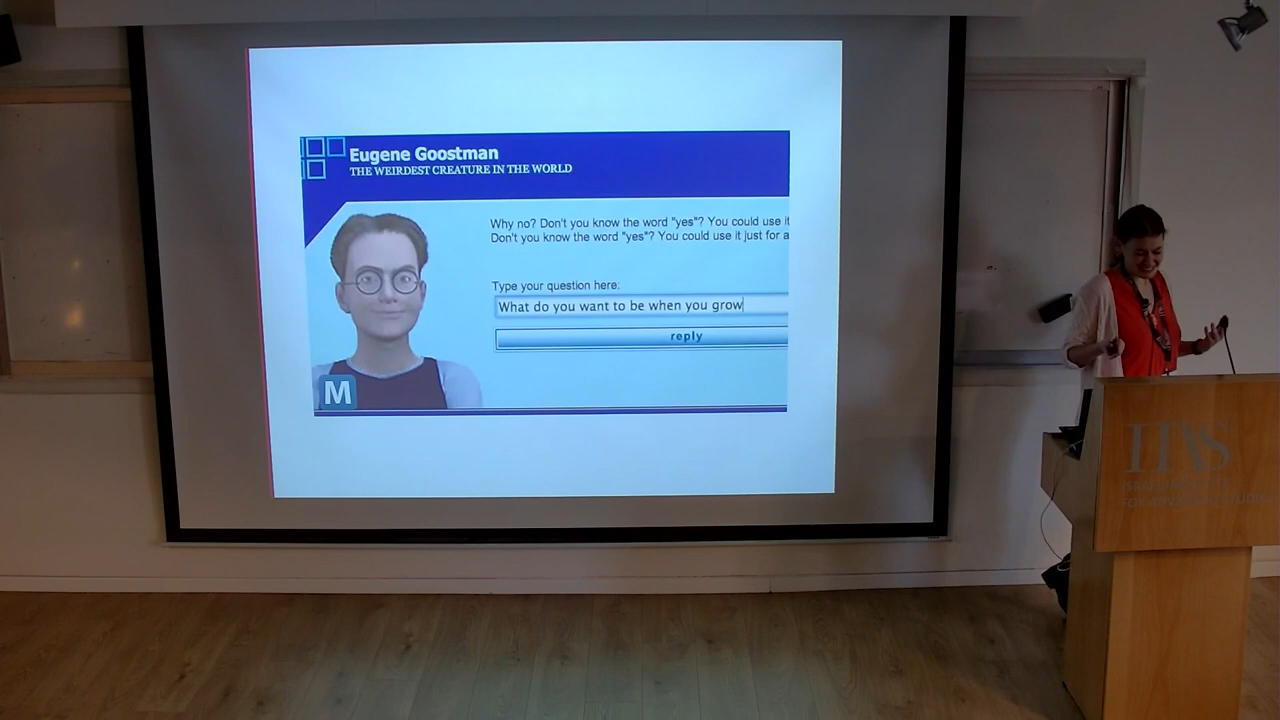 Eugene Goostman
THE WEIRDEST CREATURE IN THE WORLD
Why no? Don't you know the word "yes"? You could use it
Don't you know the word "yes"? You could use it just for a
Type your question here:
What do you want to be when you grow
reply
M
IIAS